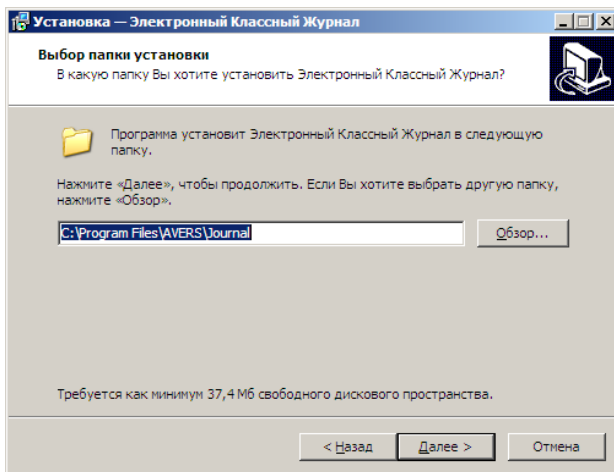 Установка — Электронный Классный Журнал
Выбор папки установки
В какую папку Вы хотите установить Электронный Классный Журнал?
Программа установит Электронный Классный Журнал в следующую
папку.
Нажмите «Далее», чтобы продолжить. Если Вы хотите выбрать другую папку,
нажмите «Обзор».
C:\Program Files\AVERS\Journal
Обзор...
Требуется как минимум 37,4 Мб свободного дискового пространства.
< Назад
Далее >
Отмена